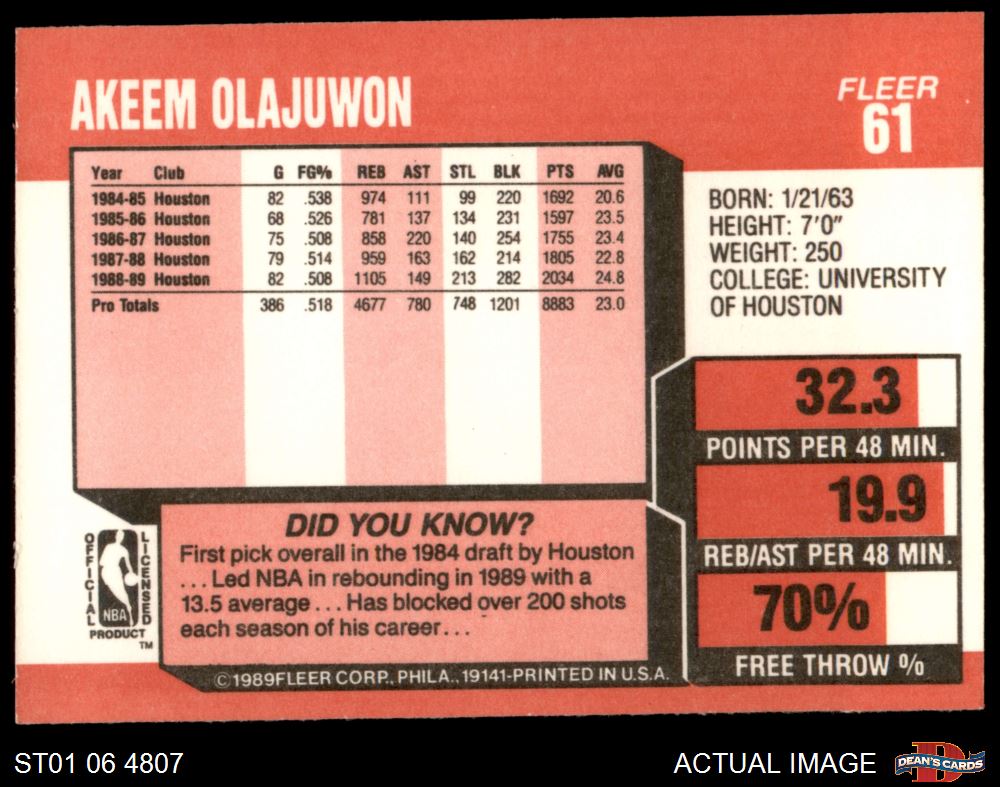 AKEEM OLAJUWON
FLEER
61
Year Club G FG% REB AST STL BLK PTS AVG
1984-85 Houston 82 .538 974 111 99 220 1692 20.6
1985-86 Houston 68 .526 781 137 134 231 1597 23.5
1986-87 Houston 75 .508 858 220 140 254 1755 23.4
1987-88 Houston 79 .514 959 163 162 214 1805 22.8
1988-89 Houston 82 .508 1105 149 213 282 2034 24.8
Pro Totals 386 .518 4677 780 748 1201 8883 23.0
BORN: 1/21/63
HEIGHT: 7'0"
WEIGHT: 250
COLLEGE: UNIVERSITY
OF HOUSTON
32.3
POINTS PER 48 MIN.
19.9
REB/AST PER 48 MIN.
70%
FREE THROW %
DID YOU KNOW?
First pick overall in the 1984 draft by Houston
... Led NBA in rebounding in 1989 with a
13.5 average ... Has blocked over 200 shots
each season of his career ...
OFFICIAL
LICENSED
NBA
PRODUCT
TM
©1989FLEER CORP., PHILA., 19141-PRINTED IN U.S.A.
ST01 06 4807
ACTUAL IMAGE
DEAN'S CARDS